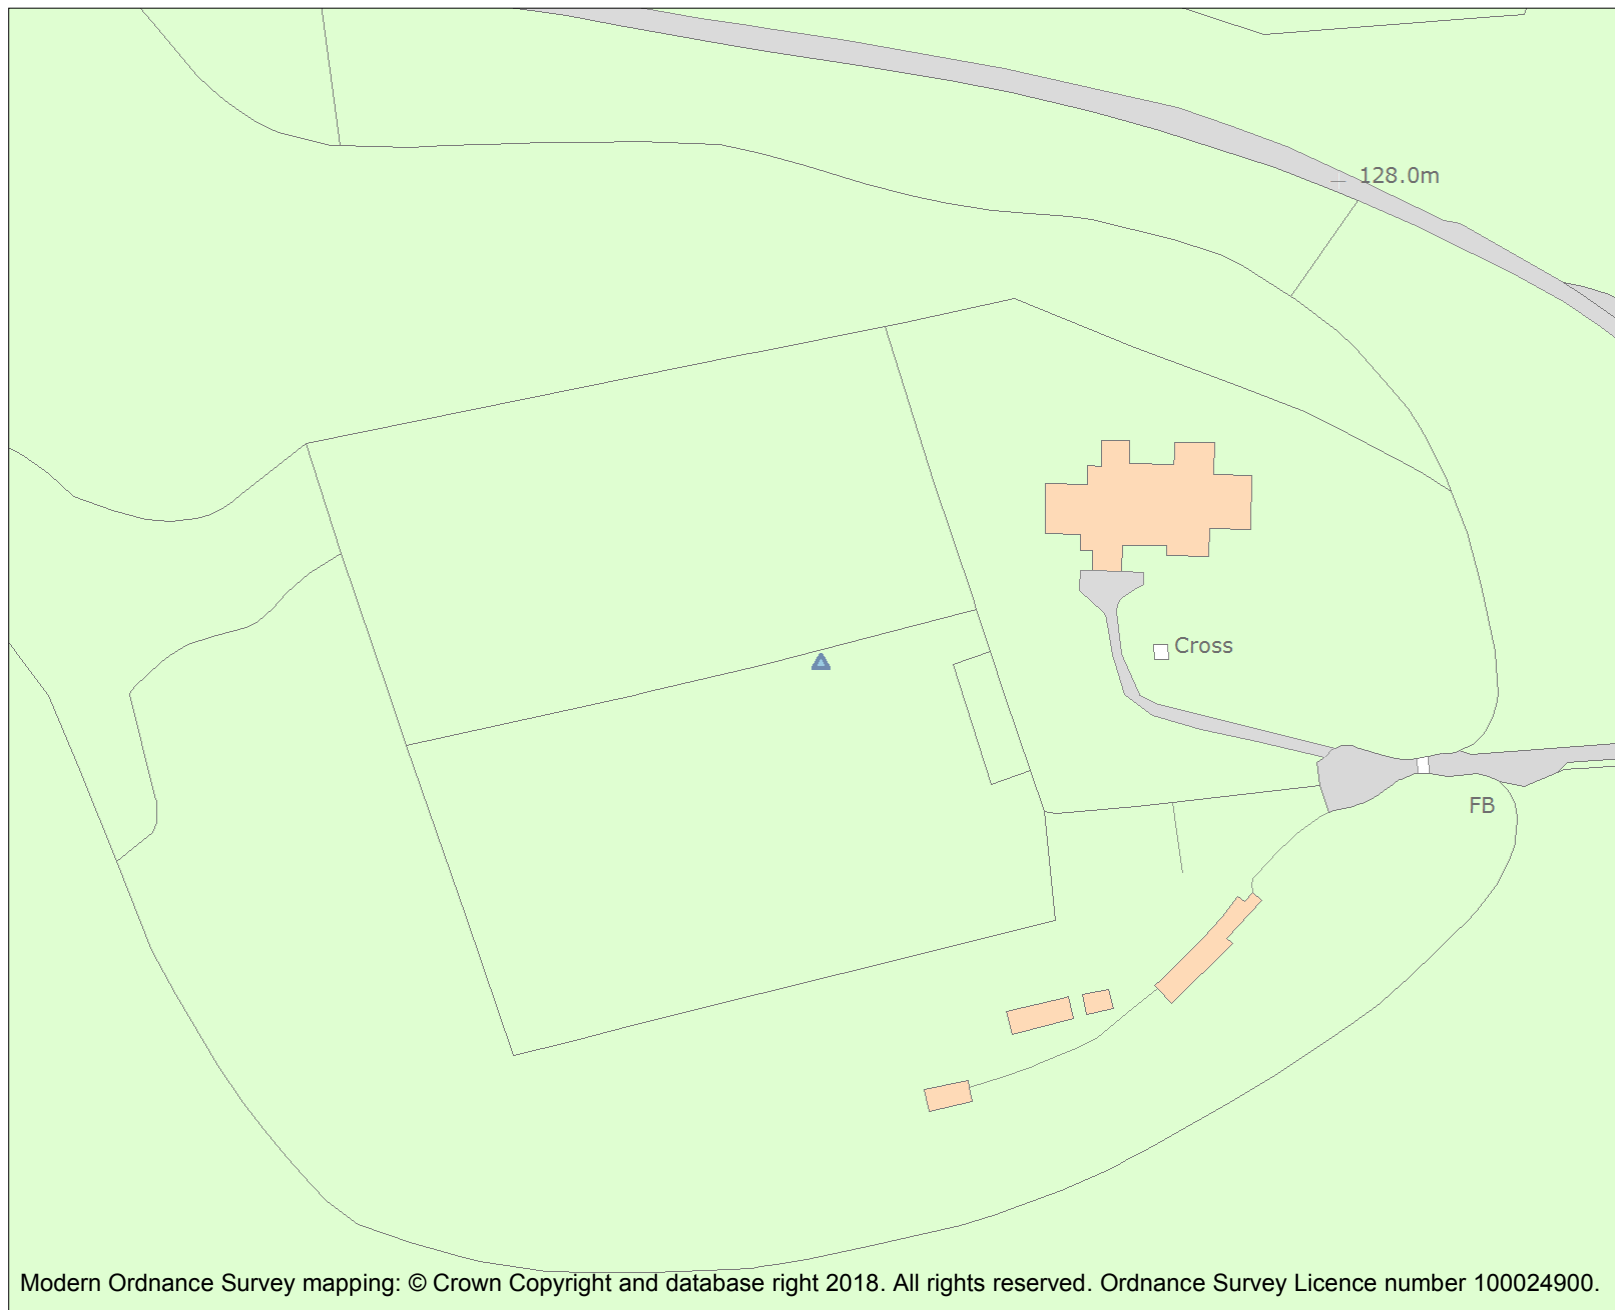 128.0m
Cross
FB
Modern Ordnance Survey mapping: © Crown Copyright and database right 2018. All rights reserved. Ordnance Survey Licence number 100024900.